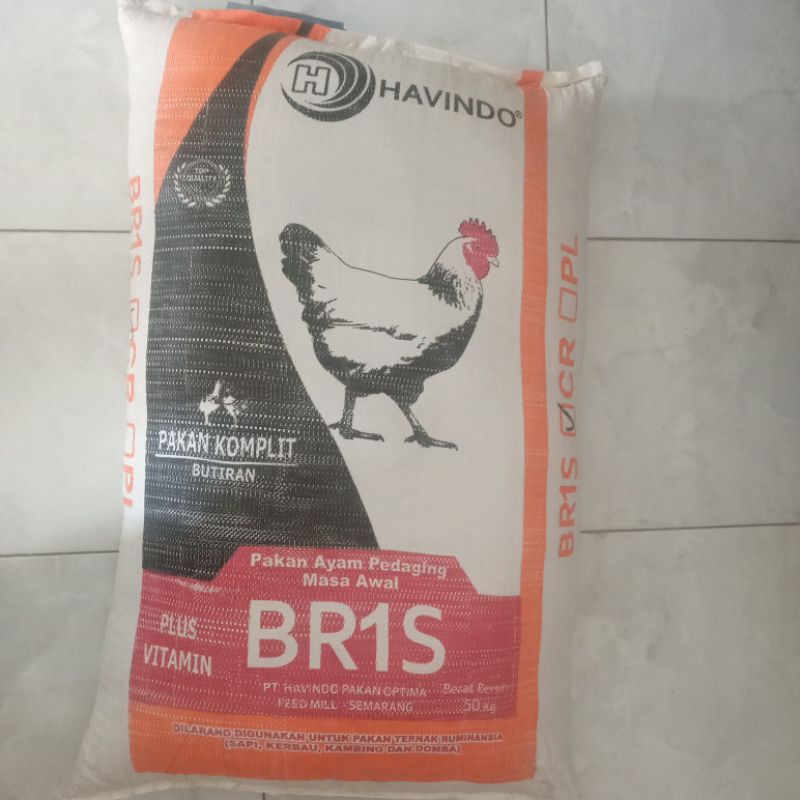 H HAVINDO®
TOP
QUALITY
PAKAN KOMPLIT
BUTIRAN
Pakan Ayam Pedaging
Masa Awal
BR1S
PLUS
VITAMIN
PT. HAVINDO PAKAN OPTIMA
FEED MILL - SEMARANG
Berat Bersih
50 Kg
DILARANG DIGUNAKAN UNTUK PAKAN TERNAK RUMINANSIA
(SAPI, KERBAU, KAMBING DAN DOMBA)
BR1S CR PL
BR1S CR PL